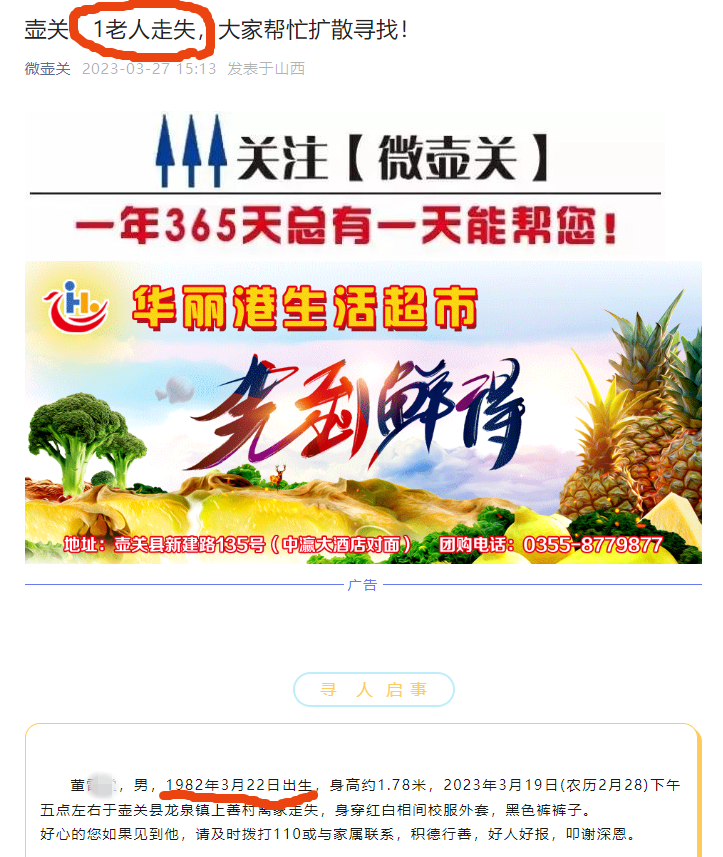 壶关 1老人走失，大家帮忙扩散寻找！
微壶关 2023-03-27 15:13 发表于山西
关注【微壶关】
一年365天总有一天能帮您！
iH.
华丽港生活超市
先到鲜得
地址：壶关县新建路135号（中瀛大酒店对面） 团购电话：0355-8779877
广告
寻 人 启 事
董，男，1982年3月22日出生，身高约1.78米，2023年3月19日(农历2月28)下午
五点左右于壶关县龙泉镇上善村离家走失，身穿红白相间校服外套，黑色裤裤子。
好心的您如果见到他，请及时拨打110或与家属联系，积德行善，好人好报，叩谢深恩。